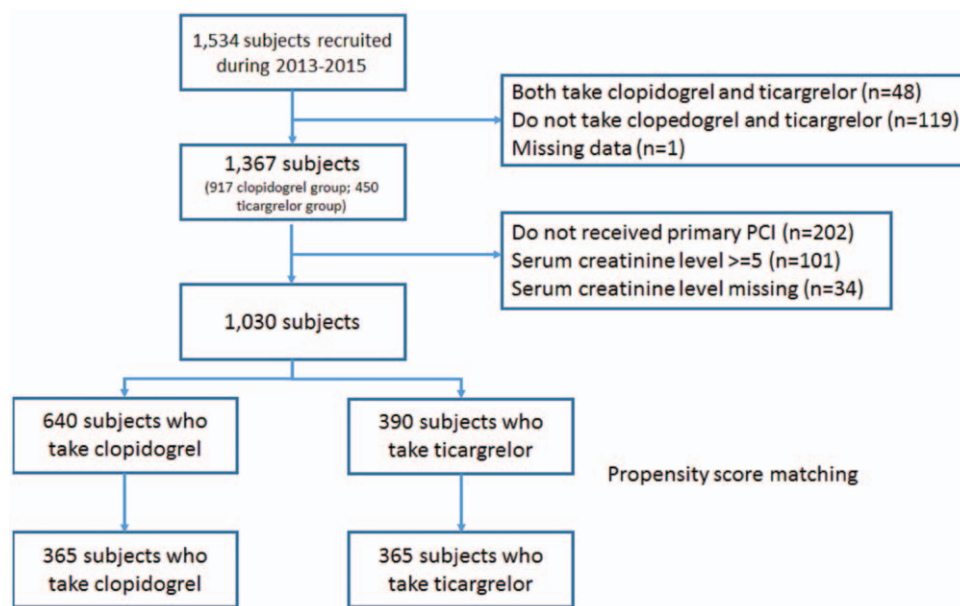 1,534 subjects recruited
during 2013-2015
Both take clopidogrel and ticargrelor (n=48)
Do not take clopedogrel and ticargrelor (n=119)
Missing data (n=1)
1,367 subjects
(917 clopidogrel group; 450
ticargrelor group)
Do not received primary PCI (n=202)
Serum creatinine level >=5 (n=101)
Serum creatinine level missing (n=34)
1,030 subjects
640 subjects who
take clopidogrel
390 subjects who
take ticargrelor
Propensity score matching
365 subjects who
take clopidogrel
365 subjects who
take ticargrelor